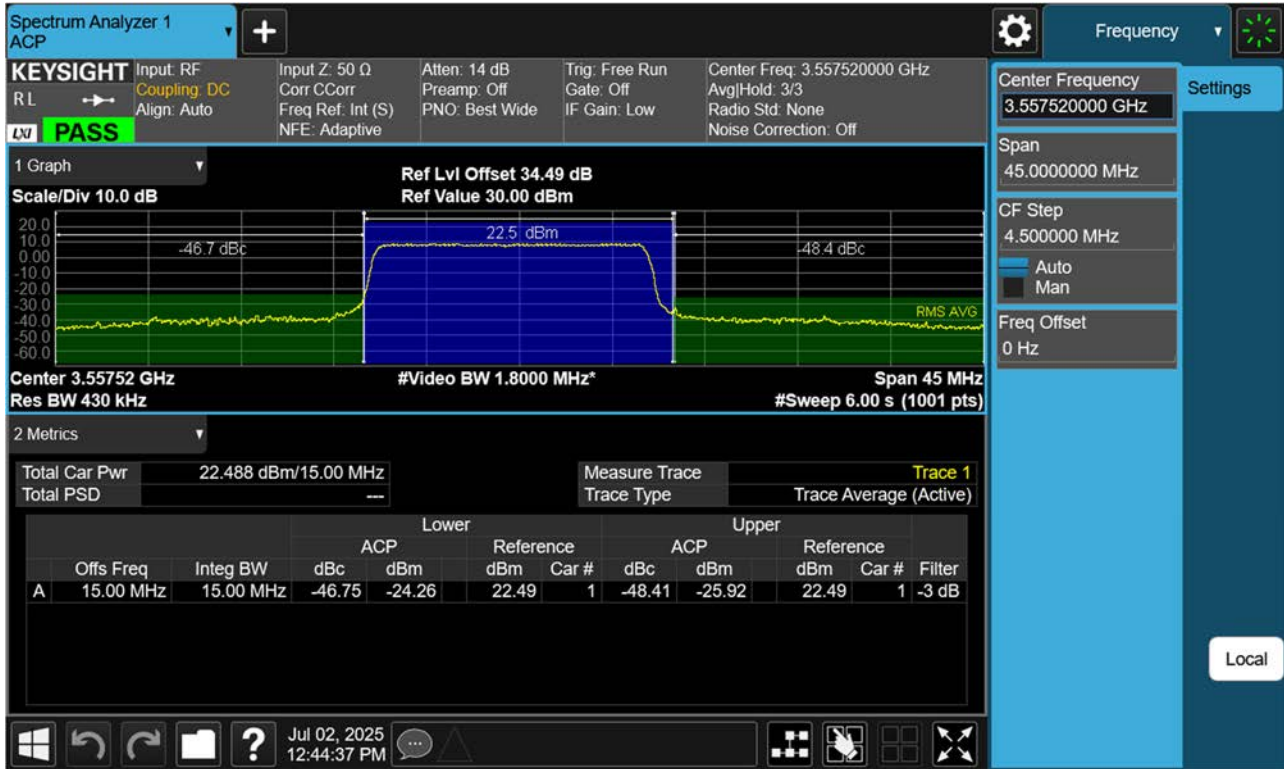 Spectrum Analyzer 1
ACP
Frequency
KEYSIGHT
RL
LXI
PASS
Input: RF
Coupling: DC
Align: Auto
Input Z: 50 Ω
Corr CCorr
Freq Ref: Int (S)
NFE: Adaptive
Atten: 14 dB
Preamp: Off
PNO: Best Wide
Trig: Free Run
Gate: Off
IF Gain: Low
Center Freq: 3.557520000 GHz
Avg|Hold: 3/3
Radio Std: None
Noise Correction: Off
1 Graph
Scale/Div 10.0 dB
Ref Lvl Offset 34.49 dB
Ref Value 30.00 dBm
20.0
10.0
0.00
-10.0
-20.0
-30.0
-40.0
-50.0
-60.0
-46.7 dBc
22.5 dBm
-48.4 dBc
RMS AVG
Center 3.55752 GHz
#Video BW 1.8000 MHz*
Span 45 MHz
Res BW 430 kHz
#Sweep 6.00 s (1001 pts)
2 Metrics
Total Car Pwr 22.488 dBm/15.00 MHz
Total PSD ---
Measure Trace Trace 1
Trace Type Trace Average (Active)
Lower Upper
ACP Reference ACP Reference
Offs Freq Integ BW dBc dBm dBm Car # dBc dBm dBm Car # Filter
A 15.00 MHz 15.00 MHz -46.75 -24.26 22.49 1 -48.41 -25.92 22.49 1 -3 dB
Center Frequency
3.557520000 GHz
Settings
Span
45.0000000 MHz
CF Step
4.500000 MHz
Auto
Man
Freq Offset
0 Hz
Local
?
Jul 02, 2025
12:44:37 PM